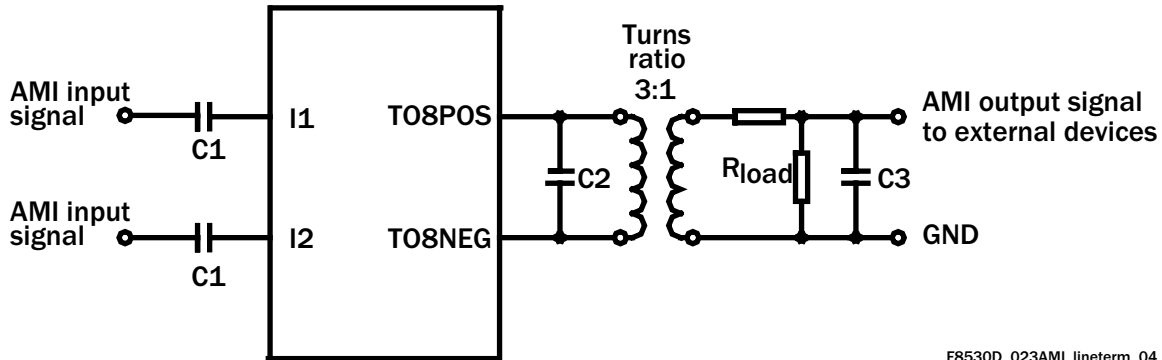 Turns
ratio
3:1
AMI input
signal
C1
I1
TO8POS
AMI output signal
to external devices
C2
Rload
C3
AMI input
signal
C1
I2
TO8NEG
GND
F8530D_023AMI_lineterm_04